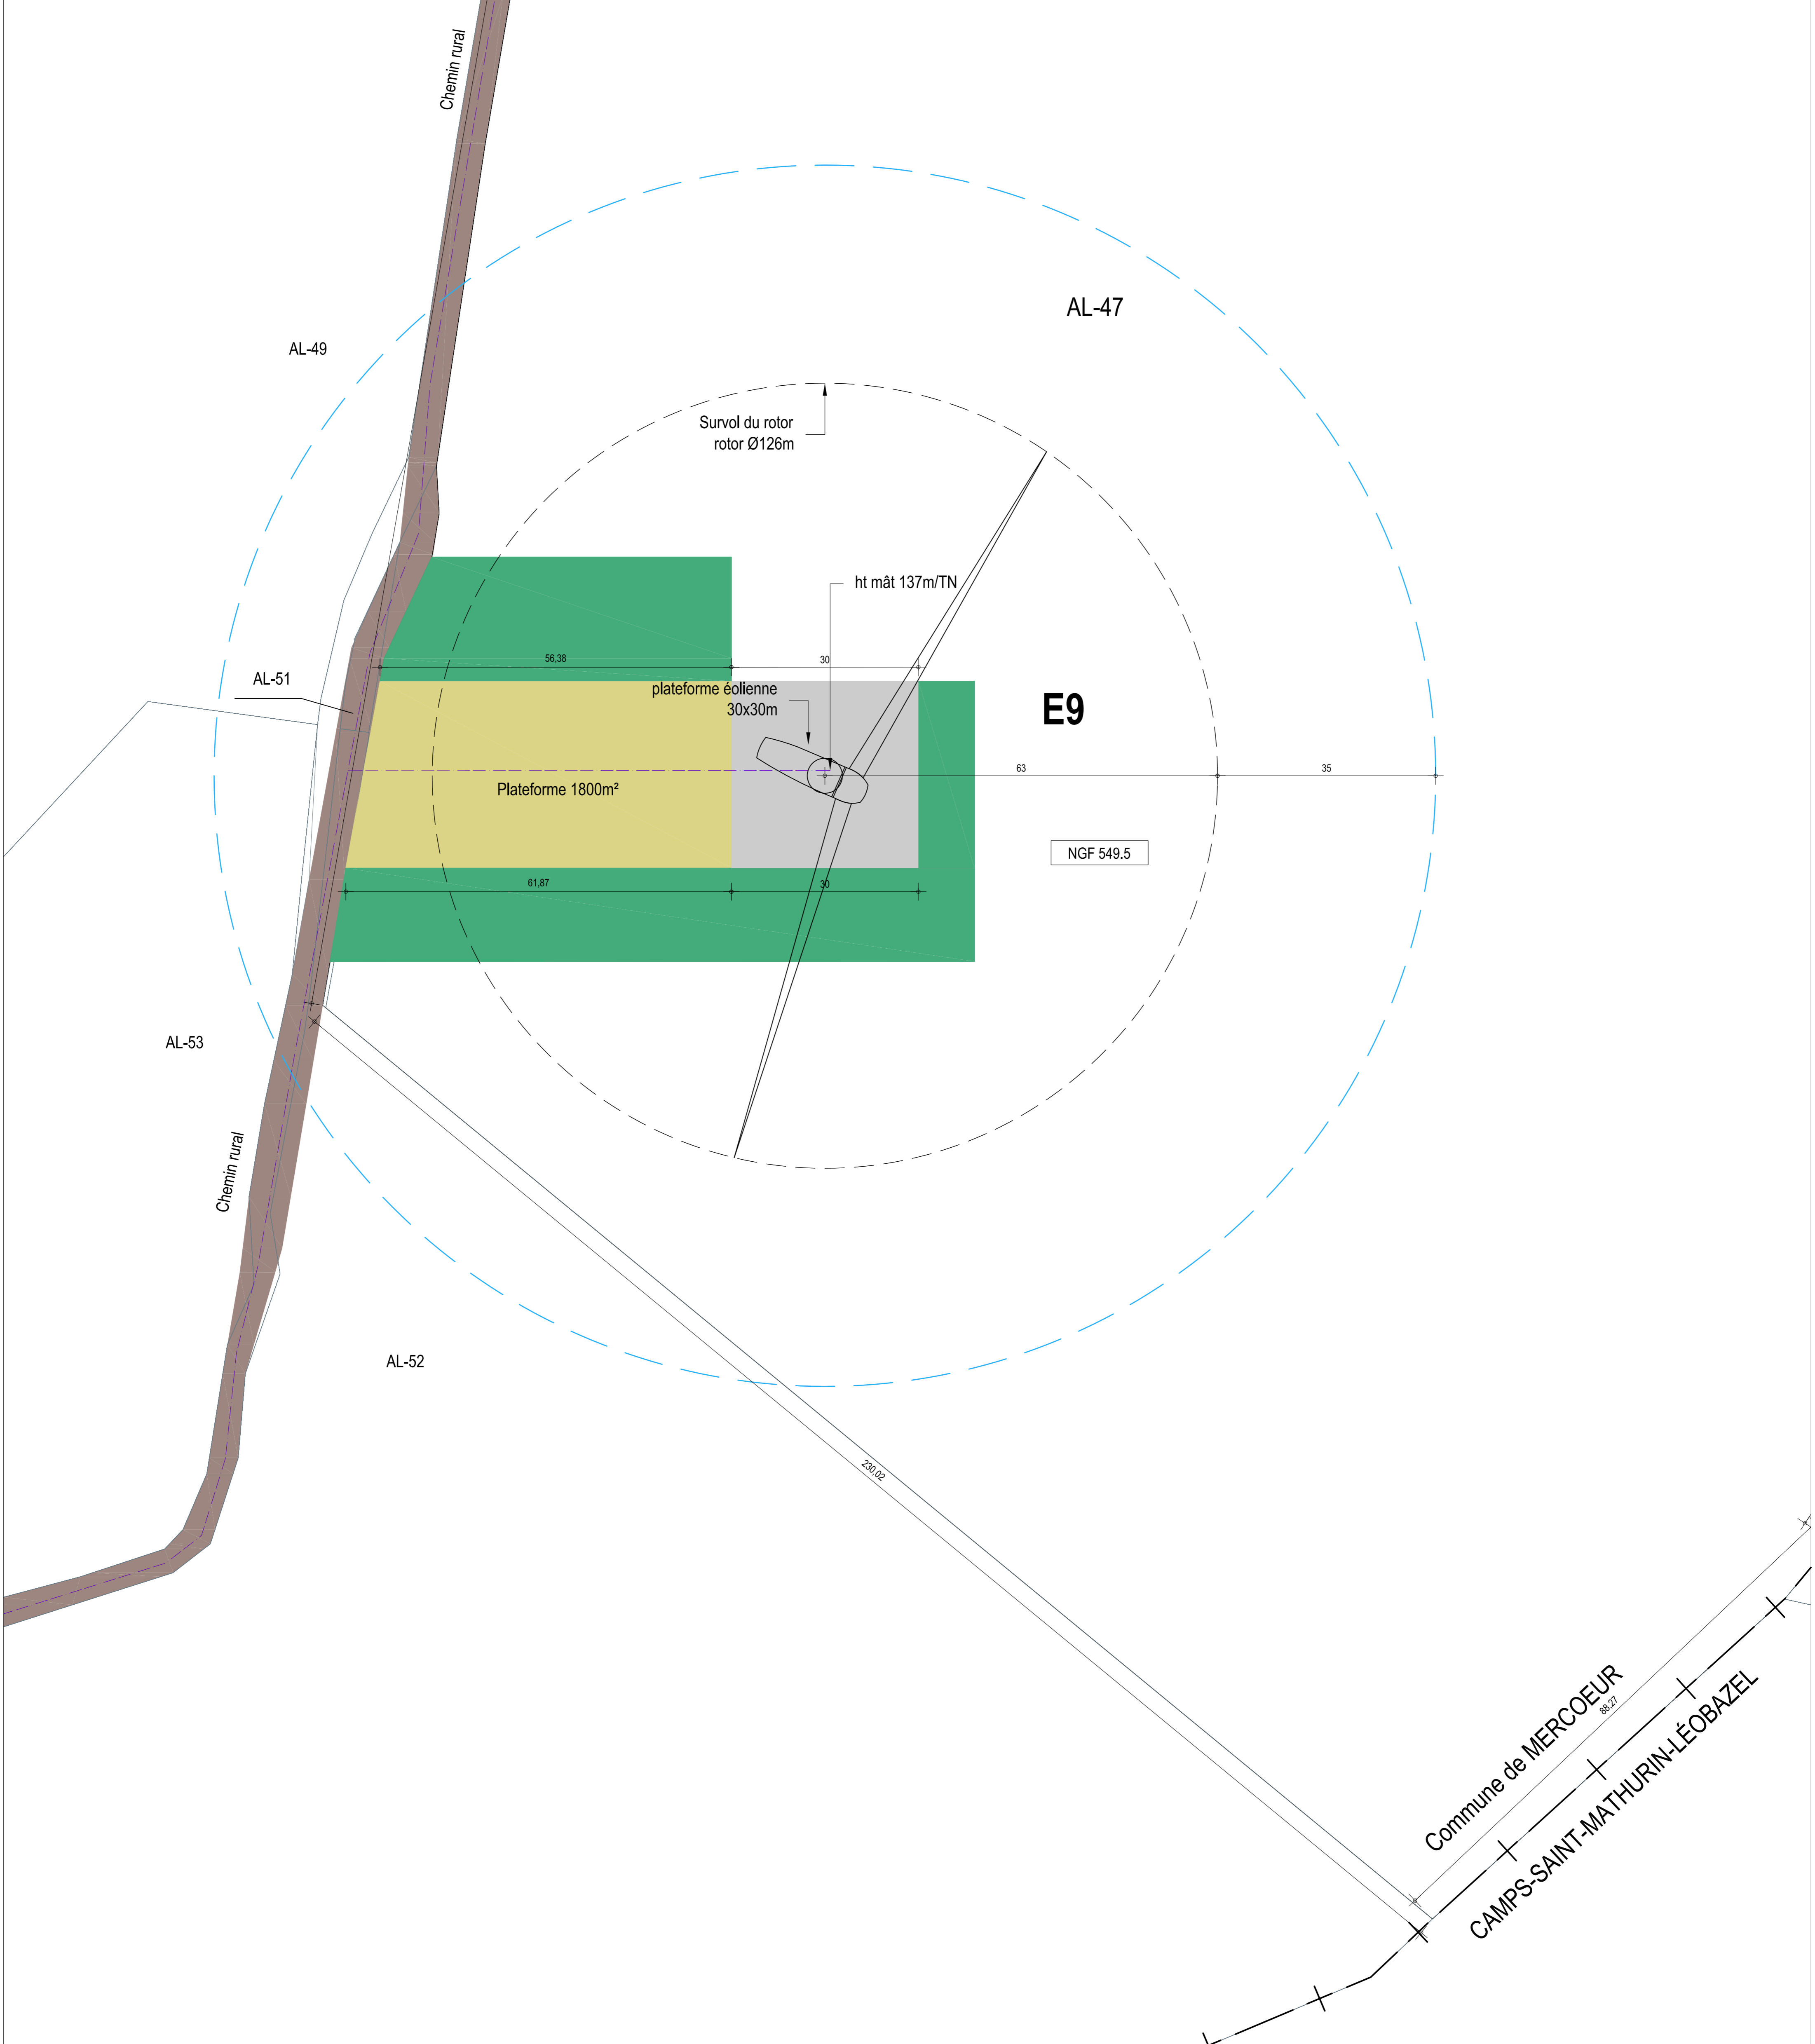 Chemin rural
AL-47
AL-49
Survol du rotor
rotor Ø126m
ht mât 137m/TN
56,38
30
AL-51
plateforme éolienne
30x30m
E9
63
35
Plateforme 1800m²
NGF 549.5
61,87
30
AL-53
Chemin rural
AL-52
230,02
Commune de MERCOEUR
88,27
CAMPS-SAINT-MATHURIN-LÉOBAZEL